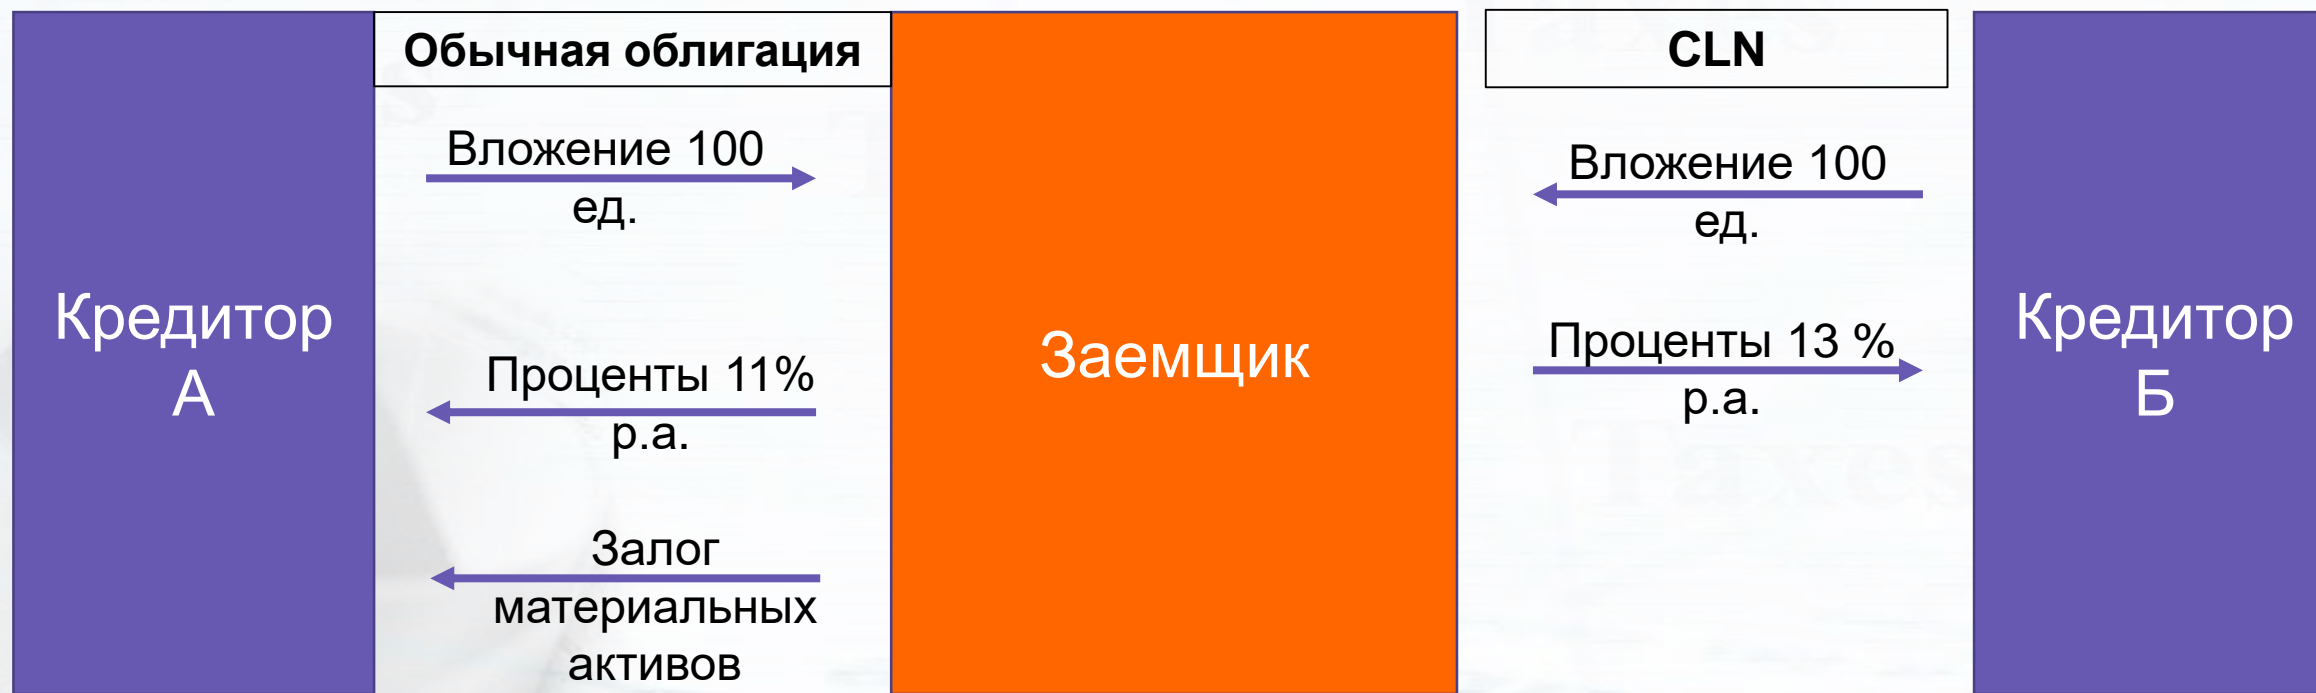 Обычная облигация
CLN
Вложение 100
ед.
Вложение 100
ед.
Кредитор
А
Проценты 11%
р.а.
Заемщик
Проценты 13 %
р.а.
Кредитор
Б
Залог
материальных
активов
Taxes